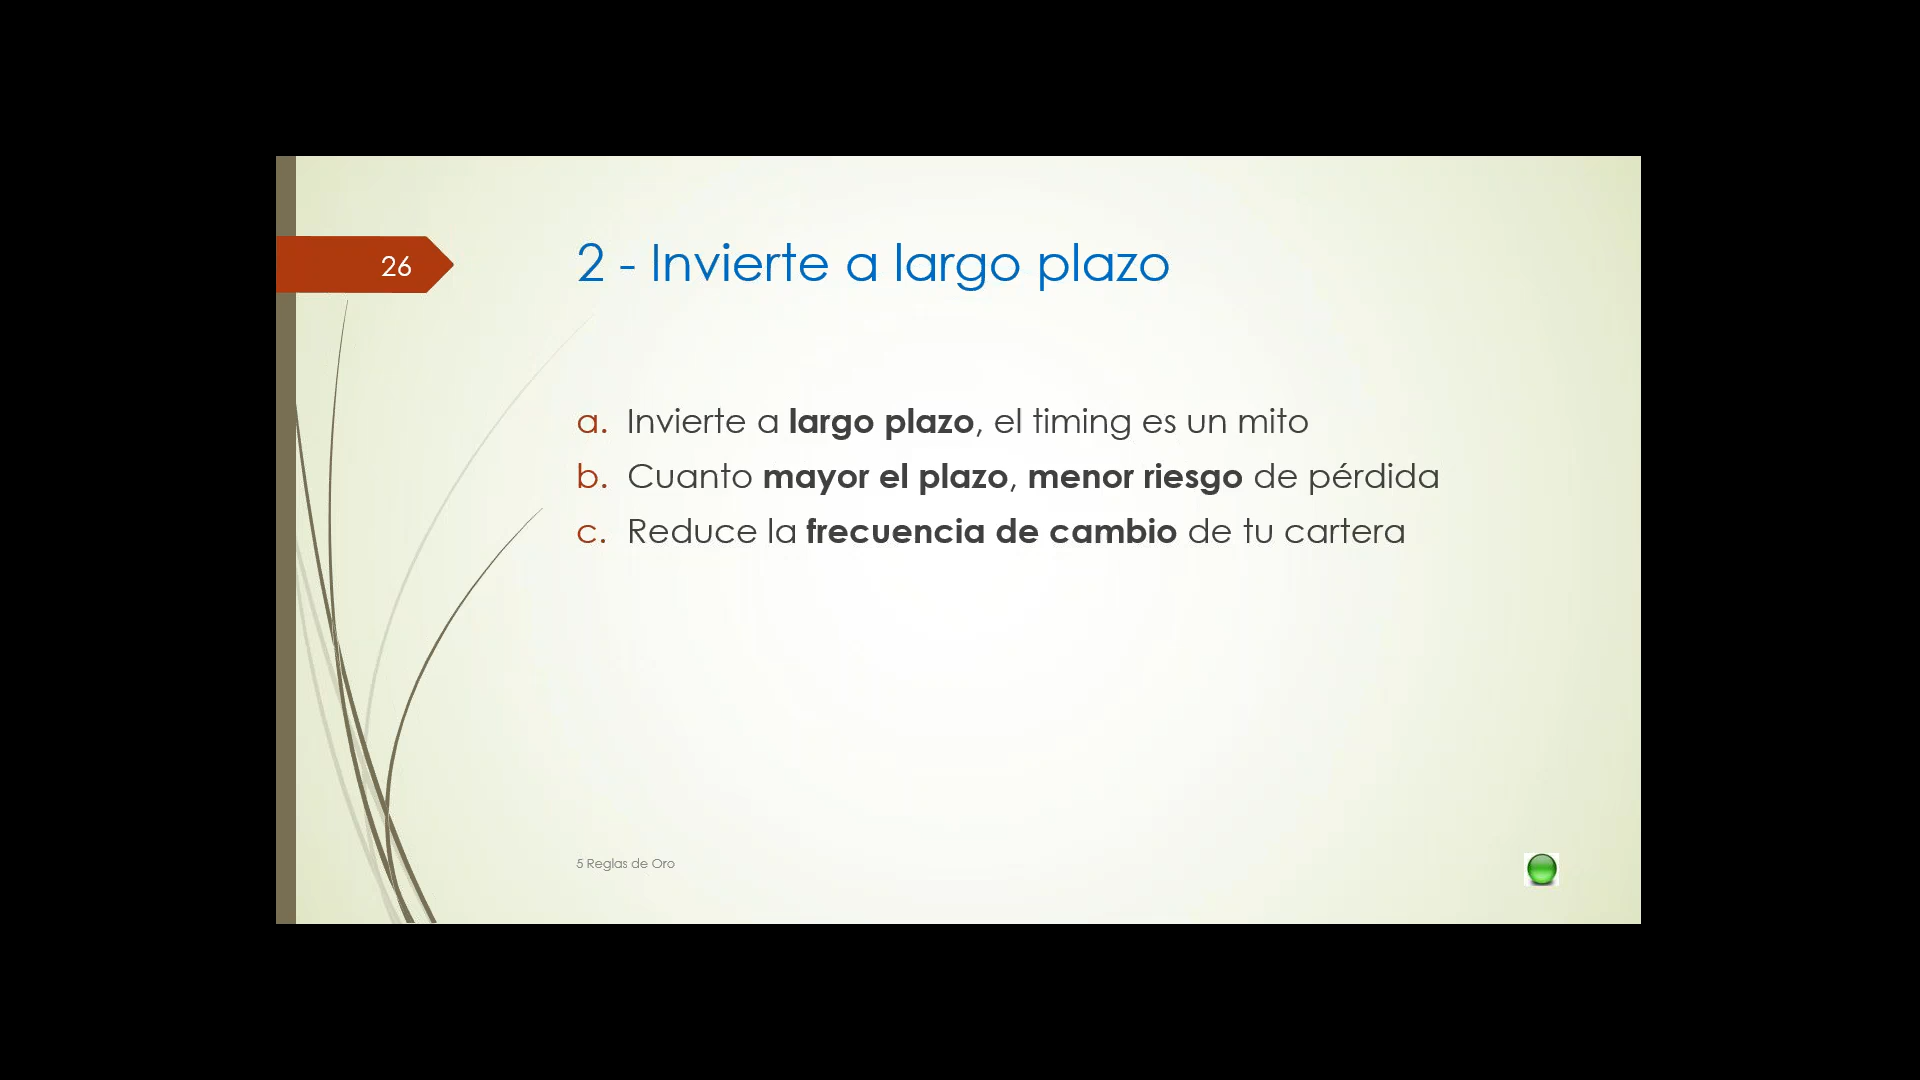 26
2 - Invierte a largo plazo
a. Invierte a largo plazo, el timing es un mito
b. Cuanto mayor el plazo, menor riesgo de pérdida
c. Reduce la frecuencia de cambio de tu cartera
5 Reglas de Oro